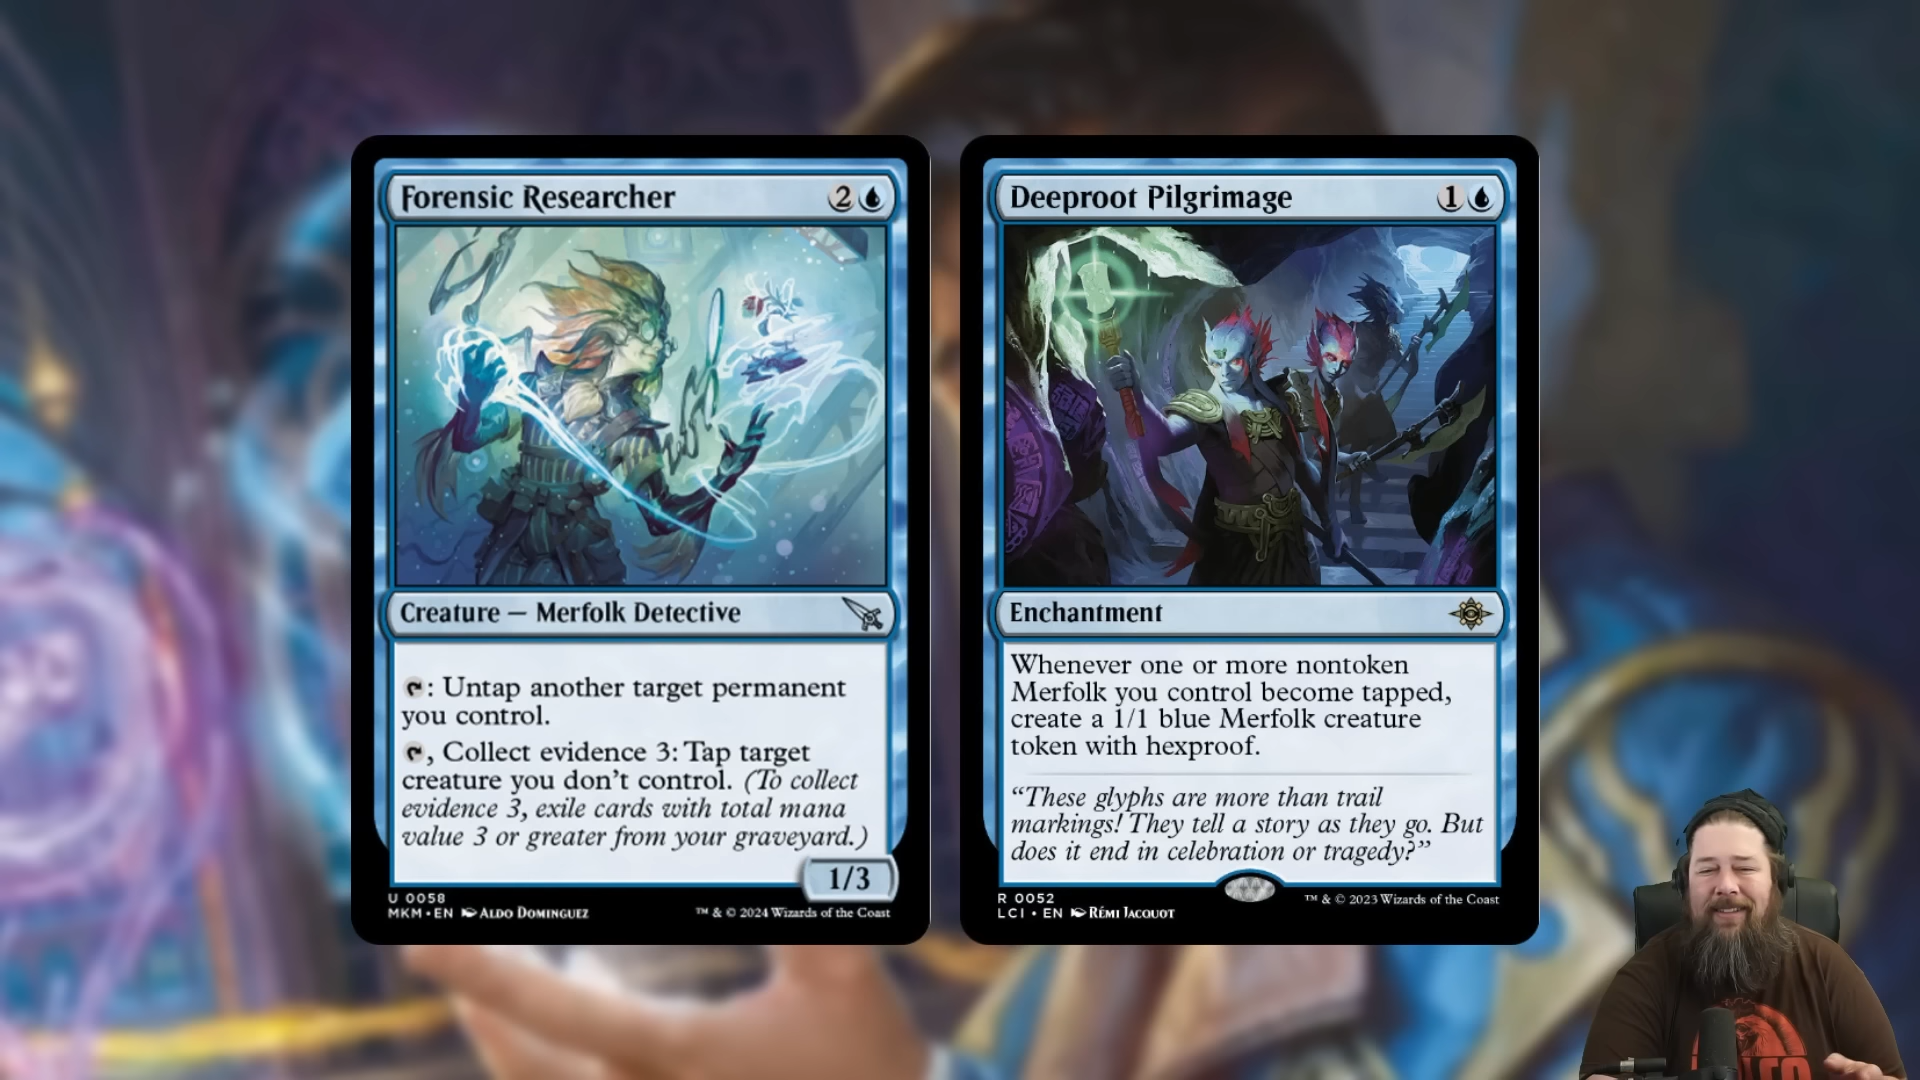 Forensic Researcher 2
Creature — Merfolk Detective
: Untap another target permanent
you control.
, Collect evidence 3: Tap target
creature you don't control. (To collect
evidence 3, exile cards with total mana
value 3 or greater from your graveyard.)
1/3
U 0058
MKM • EN ALDO DOMINGUEZ
™ & © 2024 Wizards of the Coast
Deeproot Pilgrimage 1
Enchantment
Whenever one or more nontoken
Merfolk you control become tapped,
create a 1/1 blue Merfolk creature
token with hexproof.
“These glyphs are more than trail
markings! They tell a story as they go. But
does it end in celebration or tragedy?”
R 0052
LCI • EN RÉMI JACQUOT
™ & © 2023 Wizards of the Coast